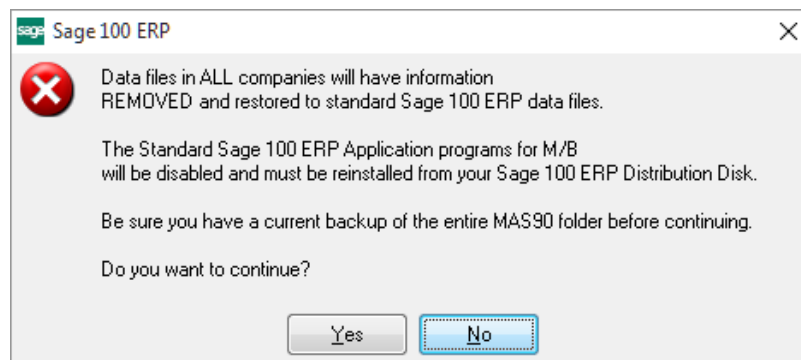 sage Sage 100 ERP
Data files in ALL companies will have information
REMOVED and restored to standard Sage 100 ERP data files.
The Standard Sage 100 ERP Application programs for M/B
will be disabled and must be reinstalled from your Sage 100 ERP Distribution Disk.
Be sure you have a current backup of the entire MAS90 folder before continuing.
Do you want to continue?
Yes No